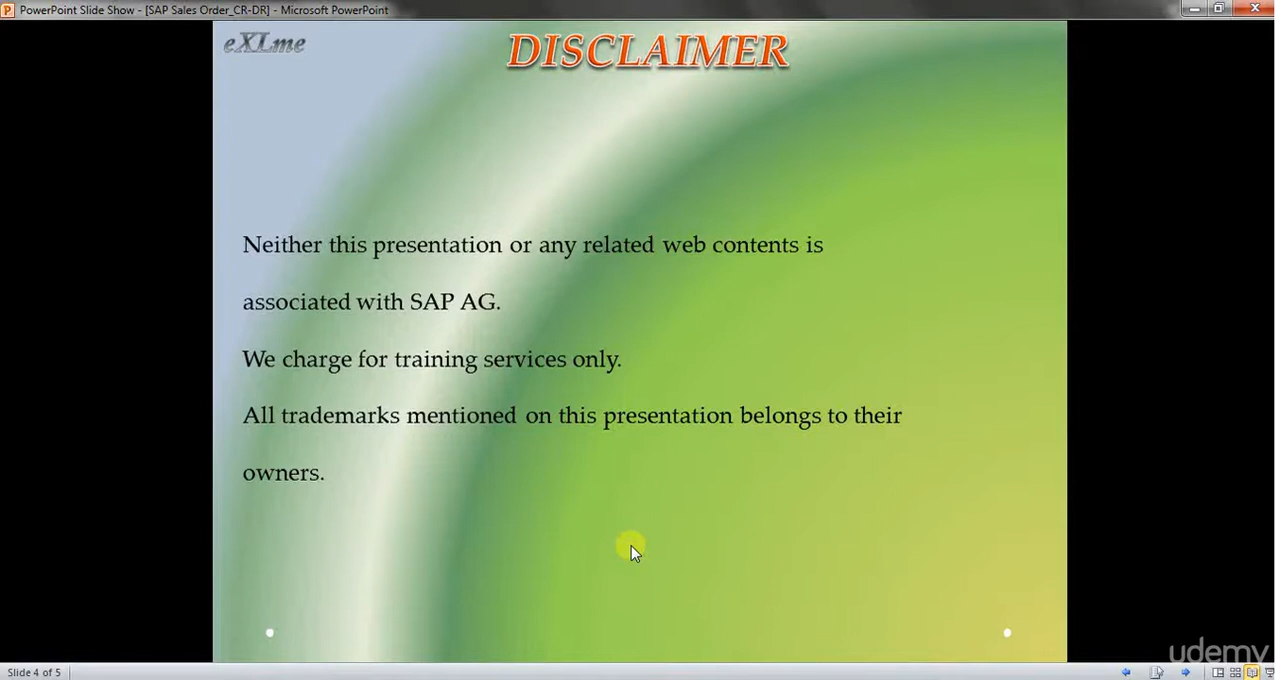 PowerPoint Slide Show - [SAP Sales Order_CR-DR] - Microsoft PowerPoint
eXLme
DISCLAIMER
Neither this presentation or any related web contents is
associated with SAP AG.
We charge for training services only.
All trademarks mentioned on this presentation belongs to their
owners.
udemy
Slide 4 of 5